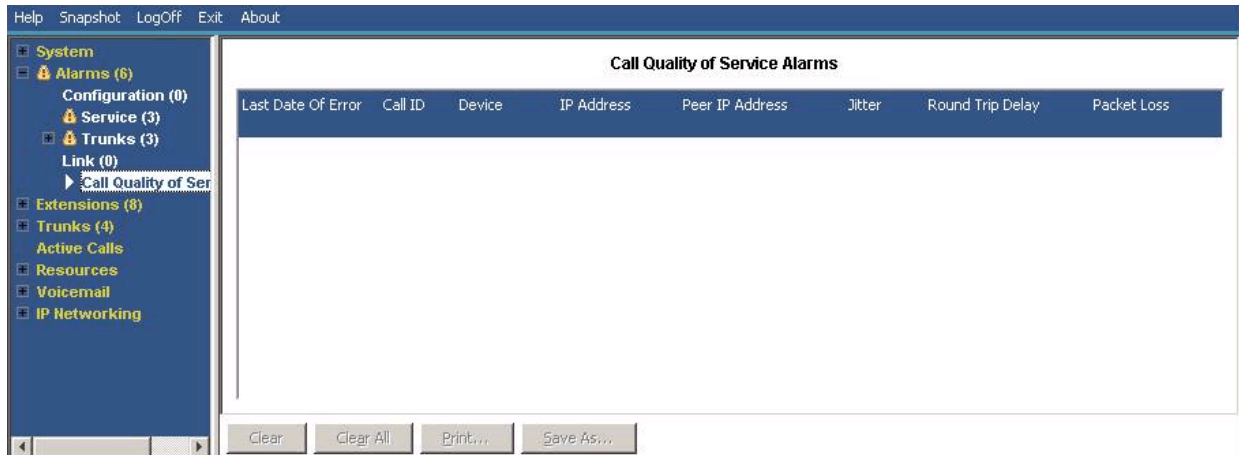 Help Snapshot LogOff Exit About
System
Alarms (6)
Configuration (0)
Service (3)
Trunks (3)
Link (0)
Call Quality of Ser
Extensions (8)
Trunks (4)
Active Calls
Resources
Voicemail
IP Networking
Call Quality of Service Alarms
Last Date Of Error Call ID Device IP Address Peer IP Address Jitter Round Trip Delay Packet Loss
Clear Clear All Print... Save As...